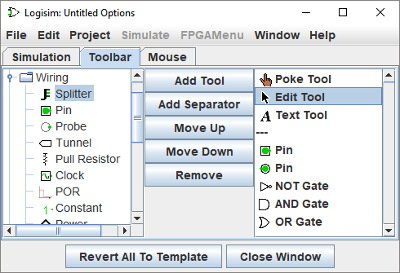 Logisim: Untitled Options
File Edit Project Simulate FPGAMenu Window Help
Simulation Toolbar Mouse
Wiring
Splitter
Pin
Probe
Tunnel
Pull Resistor
Clock
POR
Constant
Power
Add Tool
Add Separator
Move Up
Move Down
Remove
Poke Tool
Edit Tool
A Text Tool
---
Pin
Pin
NOT Gate
AND Gate
OR Gate
Revert All To Template Close Window